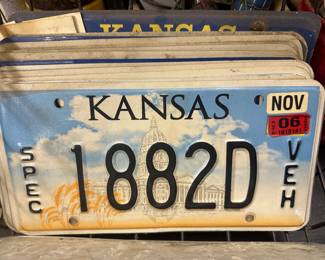 KANSAS
KANSAS
NOV
06
SPEC
1882D
VEH